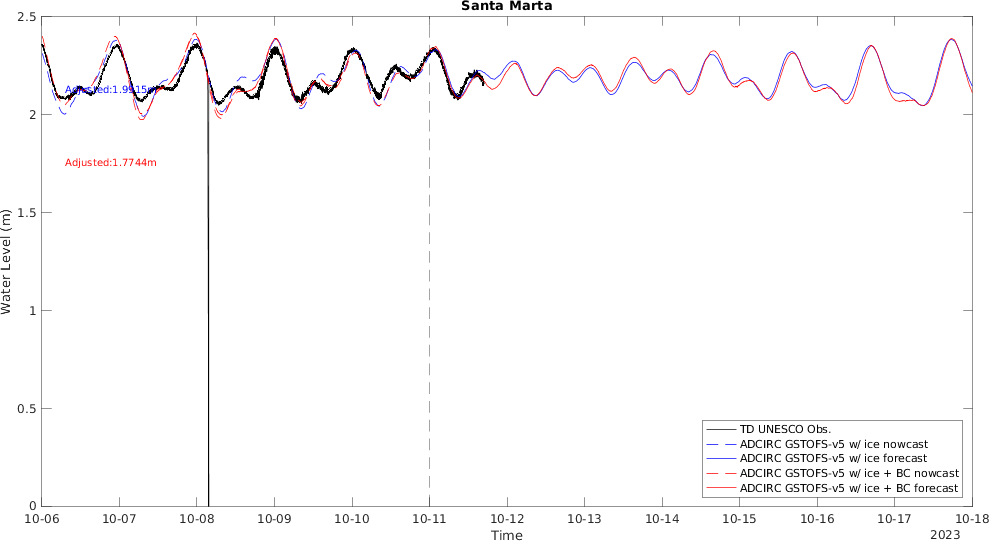 Santa Marta
2.5
2
1.5
1
0.5
0
Water Level (m)
Adjusted:1.9915m
Adjusted:1.7744m
TD UNESCO Obs.
ADCIRC GSTOFS-v5 w/ ice nowcast
ADCIRC GSTOFS-v5 w/ ice forecast
ADCIRC GSTOFS-v5 w/ ice + BC nowcast
ADCIRC GSTOFS-v5 w/ ice + BC forecast
10-06 10-07 10-08 10-09 10-10 10-11 10-12 10-13 10-14 10-15 10-16 10-17 10-18
Time
2023